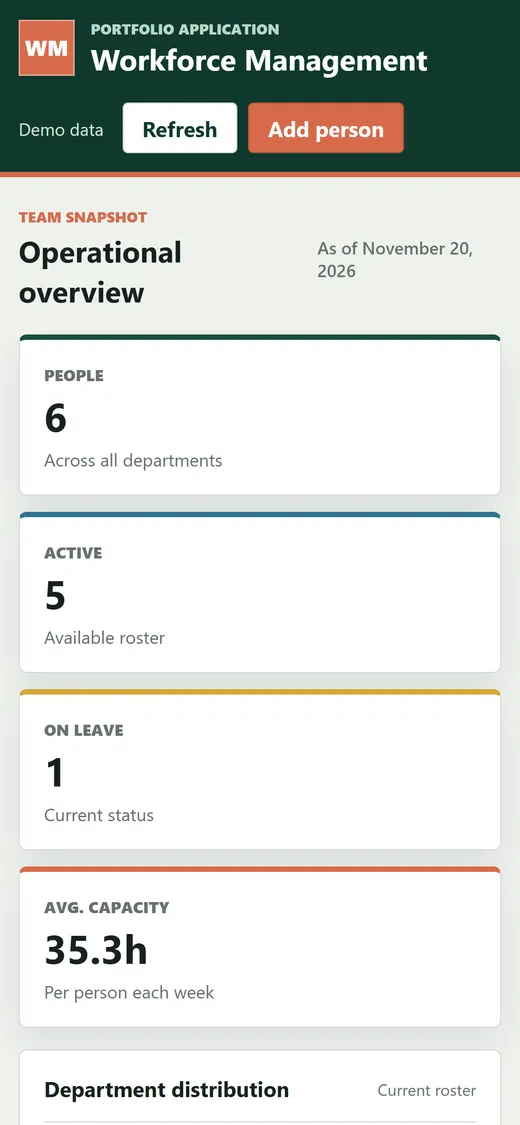 WM
PORTFOLIO APPLICATION
Workforce Management
Demo data
Refresh
Add person
TEAM SNAPSHOT
Operational
overview
As of November 20,
2026
PEOPLE
6
Across all departments
ACTIVE
5
Available roster
ON LEAVE
1
Current status
AVG. CAPACITY
35.3h
Per person each week
Department distribution
Current roster